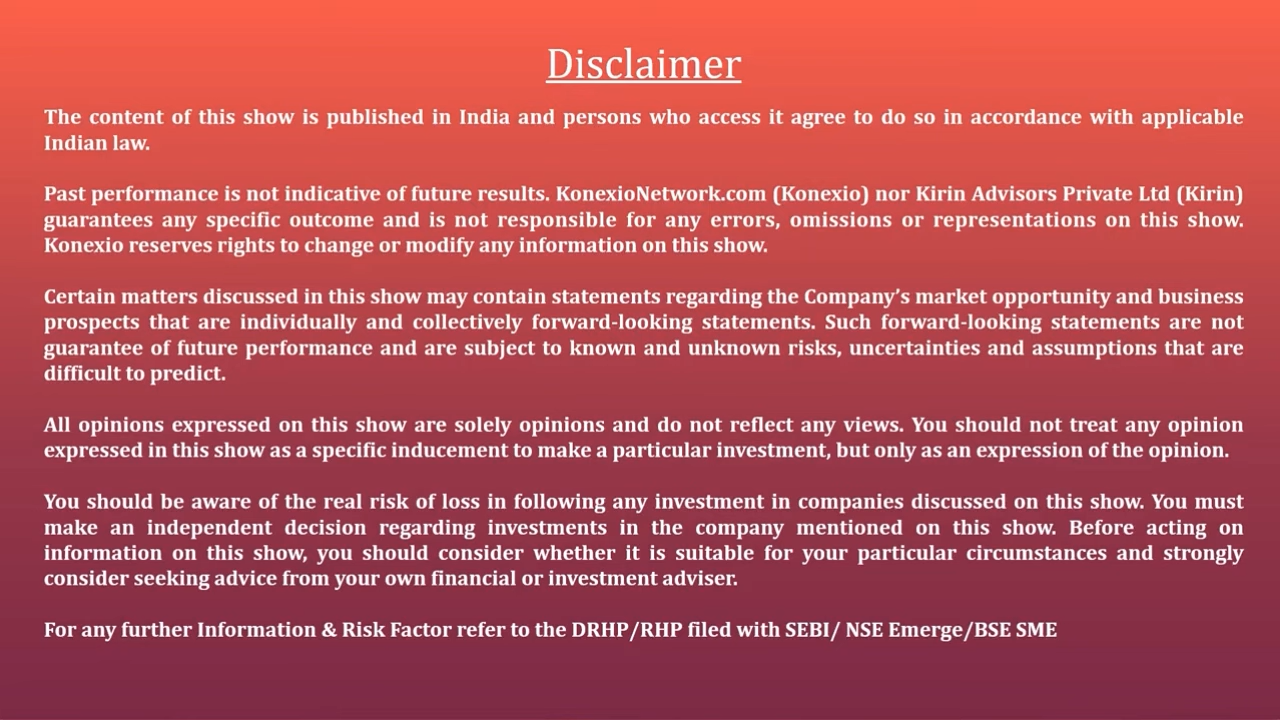 Disclaimer
The content of this show is published in India and persons who access it agree to do so in accordance with applicable
Indian law.
Past performance is not indicative of future results. KonexioNetwork.com (Konexio) nor Kirin Advisors Private Ltd (Kirin)
guarantees any specific outcome and is not responsible for any errors, omissions or representations on this show.
Konexio reserves rights to change or modify any information on this show.
Certain matters discussed in this show may contain statements regarding the Company's market opportunity and business
prospects that are individually and collectively forward-looking statements. Such forward-looking statements are not
guarantee of future performance and are subject to known and unknown risks, uncertainties and assumptions that are
difficult to predict.
All opinions expressed on this show are solely opinions and do not reflect any views. You should not treat any opinion
expressed in this show as a specific inducement to make a particular investment, but only as an expression of the opinion.
You should be aware of the real risk of loss in following any investment in companies discussed on this show. You must
make an independent decision regarding investments in the company mentioned on this show. Before acting on
information on this show, you should consider whether it is suitable for your particular circumstances and strongly
consider seeking advice from your own financial or investment adviser.
For any further Information & Risk Factor refer to the DRHP/RHP filed with SEBI/ NSE Emerge/BSE SME